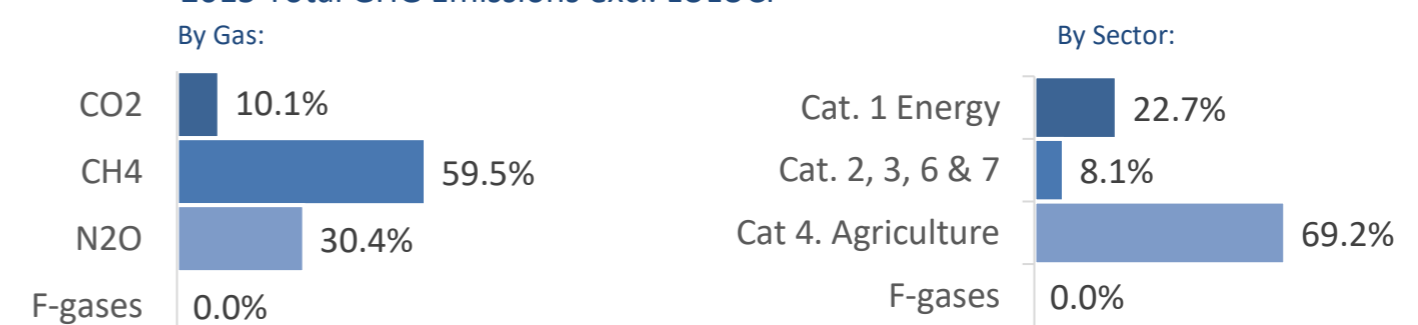 By Gas:
CO2 10.1%
CH4 59.5%
N2O 30.4%
F-gases 0.0%
By Sector:
Cat. 1 Energy 22.7%
Cat. 2, 3, 6 & 7 8.1%
Cat 4. Agriculture 69.2%
F-gases 0.0%